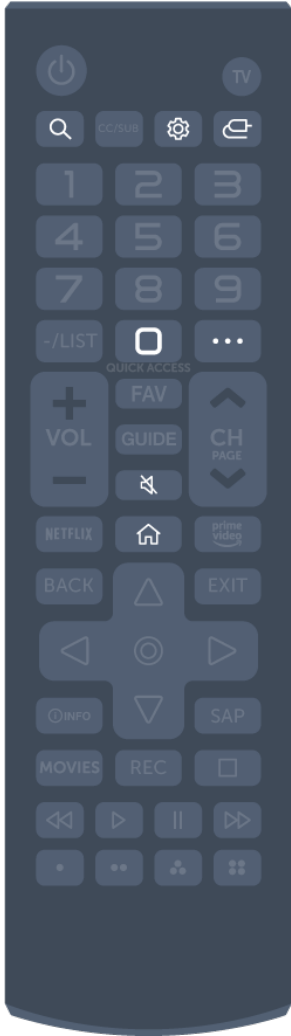 TV
CC/SUB
1 2 3
4 5 6
7 8 9
-/LIST 0 •••
QUICK ACCESS
+ FAV
VOL GUIDE CH
PAGE
−
NETFLIX prime video
BACK EXIT
INFO SAP
MOVIES REC